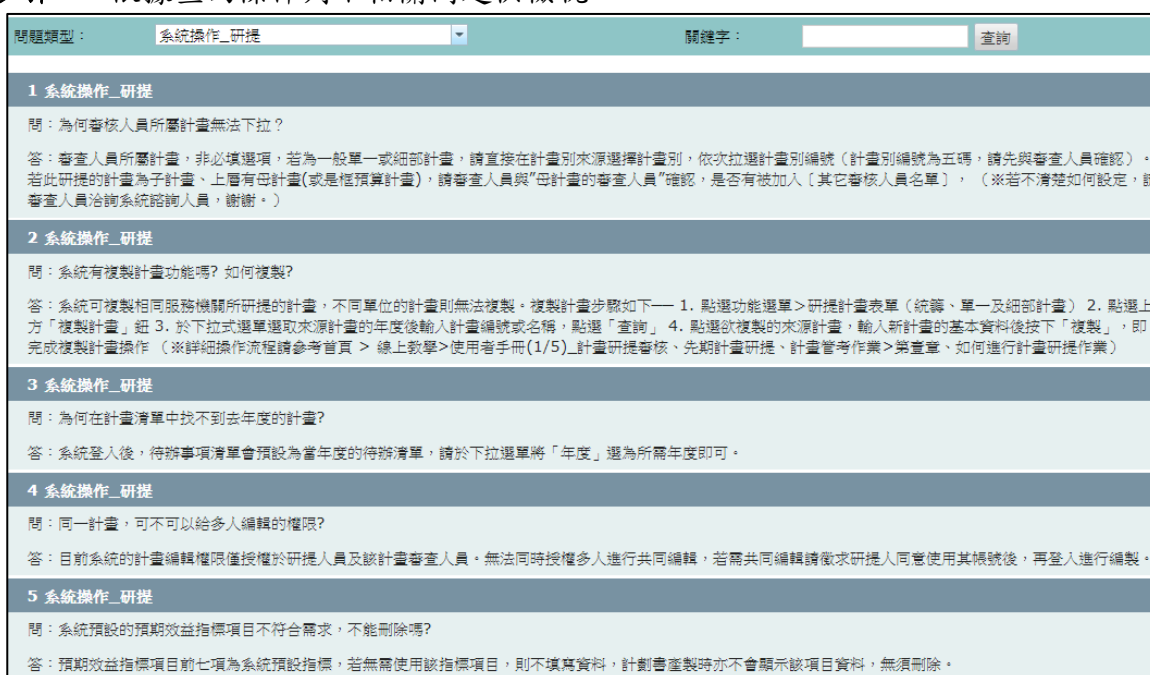 問題類型： 系統操作_研提 關鍵字： 查詢
1 系統操作_研提
問：為何審核人員所屬計畫無法下拉？
答：審查人員所屬計畫，非必填選項，若為一般單一或細部計畫，請直接在計畫別來源選擇計畫別，依次拉選計畫別編號（計畫別編號為五碼，請先與審查人員確認）。
若此研提的計畫為子計畫、上層有母計畫(或是框預算計畫)，請審查人員與"母計畫的審查人員"確認，是否有被加入〔其它審核人員名單〕，（※若不清楚如何設定，
審查人員洽詢系統諮詢人員，謝謝。）
2 系統操作_研提
問：系統有複製計畫功能嗎? 如何複製?
答：系統可複製相同服務機關所研提的計畫，不同單位的計畫則無法複製。複製計畫步驟如下── 1. 點選功能選單>研提計畫表單（統籌、單一及細部計畫） 2. 點選上
方「複製計畫」鈕 3. 於下拉式選單選取來源計畫的年度後輸入計畫編號或名稱，點選「查詢」 4. 點選欲複製的來源計畫，輸入新計畫的基本資料後按下「複製」，即
完成複製計畫操作 （※詳細操作流程請參考首頁 > 線上教學>使用者手冊(1/5)_計畫研提審核、先期計畫研提、計畫管考作業>第壹章、如何進行計畫研提作業）
3 系統操作_研提
問：為何在計畫清單中找不到去年度的計畫?
答：系統登入後，待辦事項清單會預設為當年度的待辦清單，請於下拉選單將「年度」選為所需年度即可。
4 系統操作_研提
問：同一計畫，可不可以給多人編輯的權限?
答：目前系統的計畫編輯權限僅授權於研提人員及該計畫審查人員。無法同時授權多人進行共同編輯，若需共同編輯請徵求研提人同意使用其帳號後，再登入進行編製。
5 系統操作_研提
問：系統預設的預期效益指標項目不符合需求，不能刪除嗎?
答：預期效益指標項目前七項為系統預設指標，若無需使用該指標項目，則不填寫資料，計劃書產製時亦不會顯示該項目資料，無須刪除。